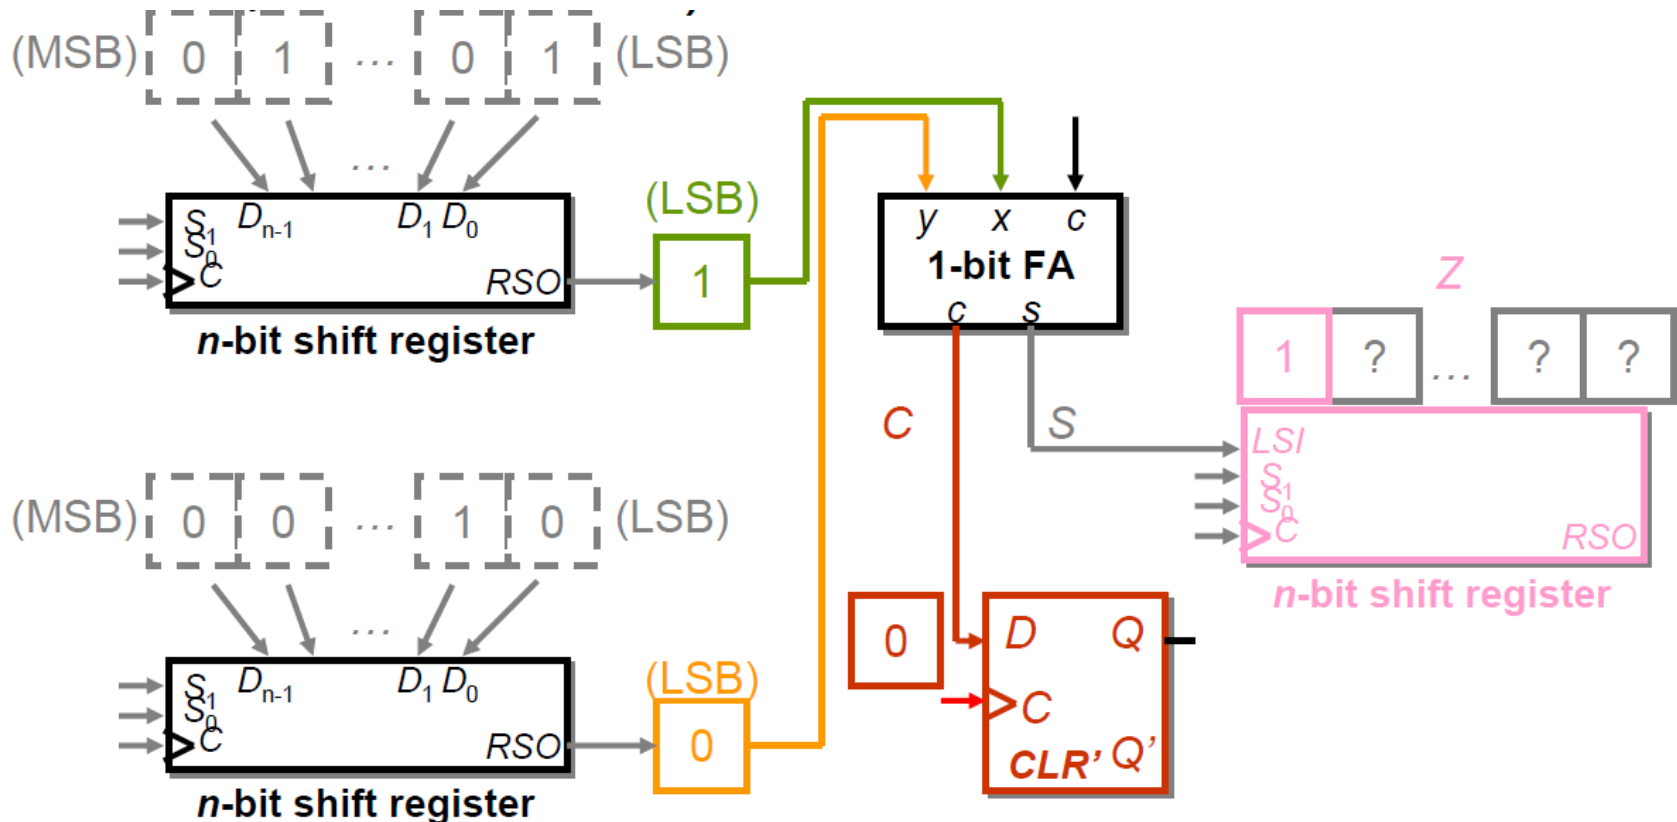 (MSB) 0 1 ... 0 1 (LSB)
...
S1 Dn-1 D1 D0
S0
C RSO
n-bit shift register
(LSB)
1
y x c
1-bit FA
c s
C S
Z
1 ? ... ? ?
LSI
S1
S0
C RSO
n-bit shift register
(MSB) 0 0 ... 1 0 (LSB)
...
S1 Dn-1 D1 D0
S0
C RSO
n-bit shift register
(LSB)
0
0
D Q
C
CLR’ Q’